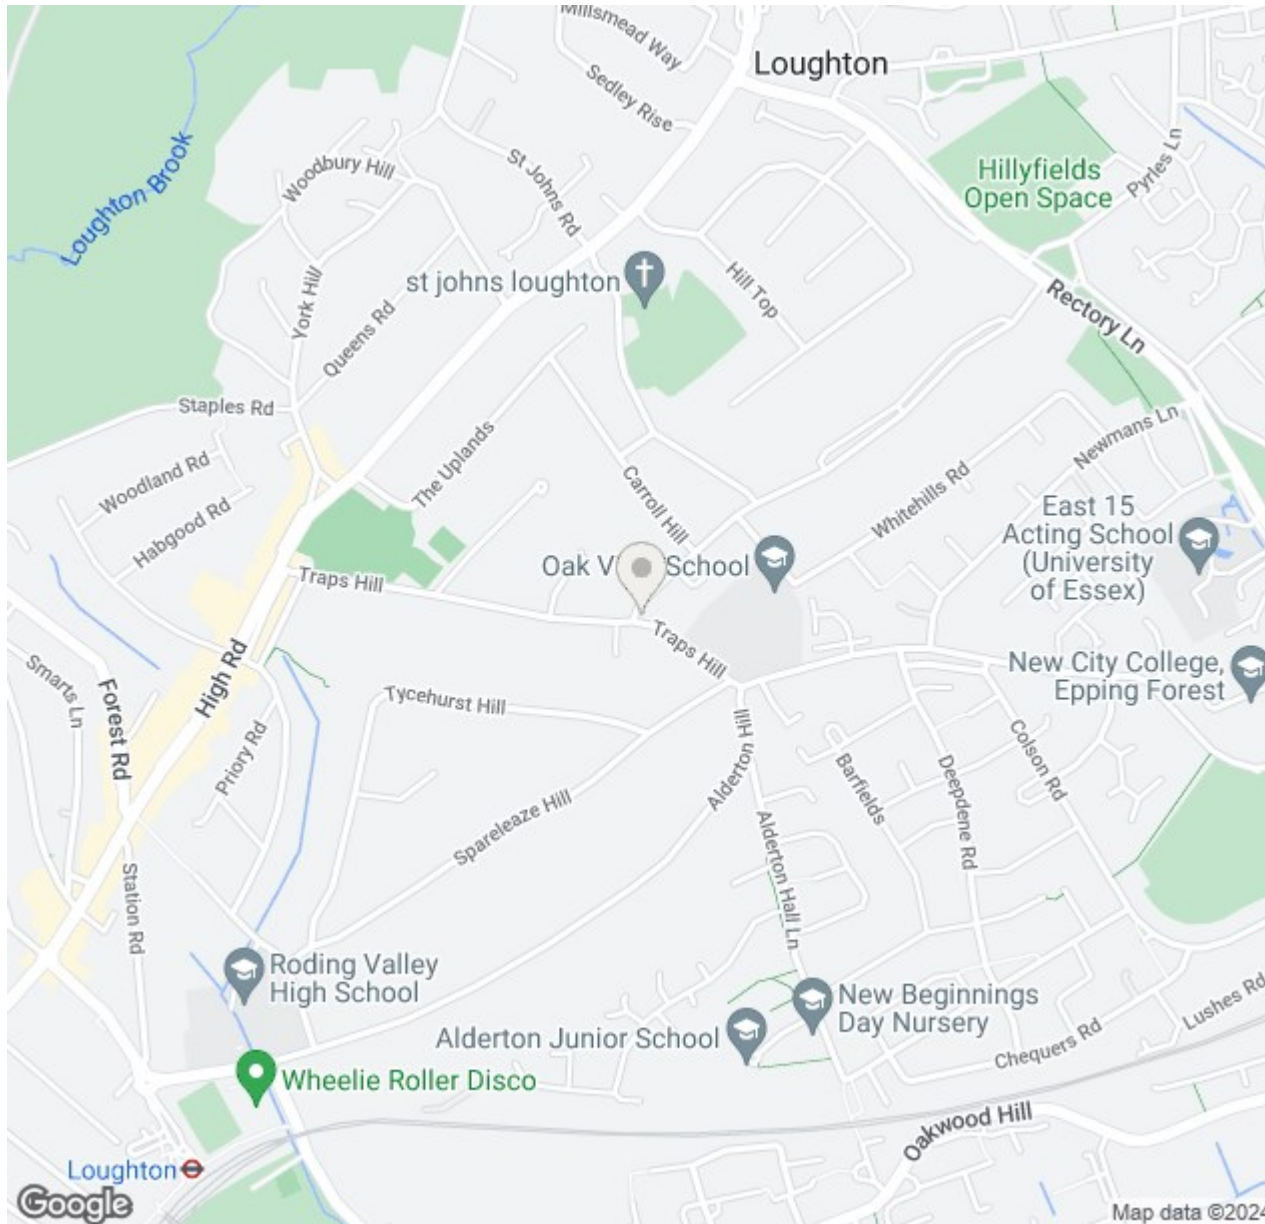 Millsmead Way
Loughton
Sedley Rise
Loughton Brook
Woodbury Hill
St Johns Rd
Hillyfields
Open Space
Pyrles Ln
st johns loughton
Hill Top
York Hill
Queens Rd
Rectory Ln
Staples Rd
The Uplands
Newmans Ln
Woodland Rd
Habgood Rd
Carroll Hill
Whitehills Rd
East 15
Acting School
(University
of Essex)
Oak V
School
Traps Hill
Traps Hill
Smarts Ln
Forest Rd
High Rd
New City College,
Epping Forest
Tycehurst Hill
Priory Rd
Alderton Hill
Colson Rd
Barfields
Deepdene Rd
Spareleaze Hill
Alderton Hall Ln
Station Rd
Roding Valley
High School
New Beginnings
Day Nursery
Lushes Rd
Alderton Junior School
Chequers Rd
Wheelie Roller Disco
Oakwood Hill
Loughton
Google
Map data ©2024